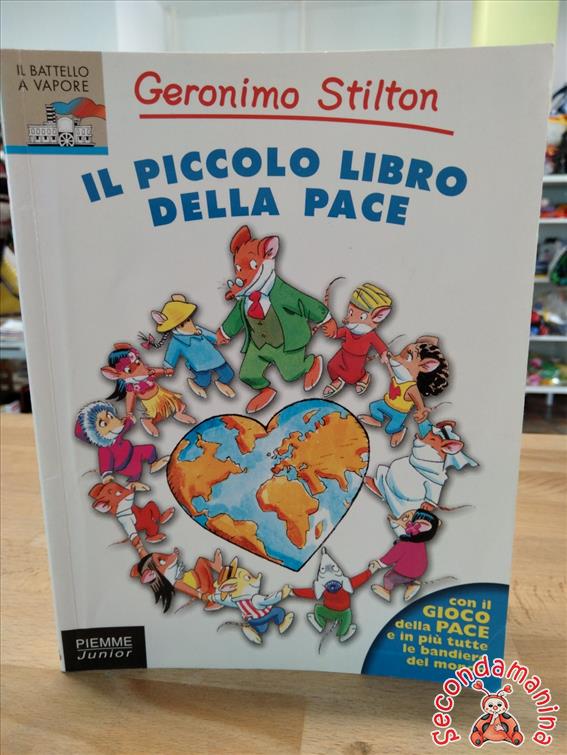 IL BATTELLO
A VAPORE
Geronimo Stilton
IL PICCOLO LIBRO
DELLA PACE
con il
GIOCO
della PACE
e in più tutte
le bandiere
del
PIEMME
Junior
Secondamanina